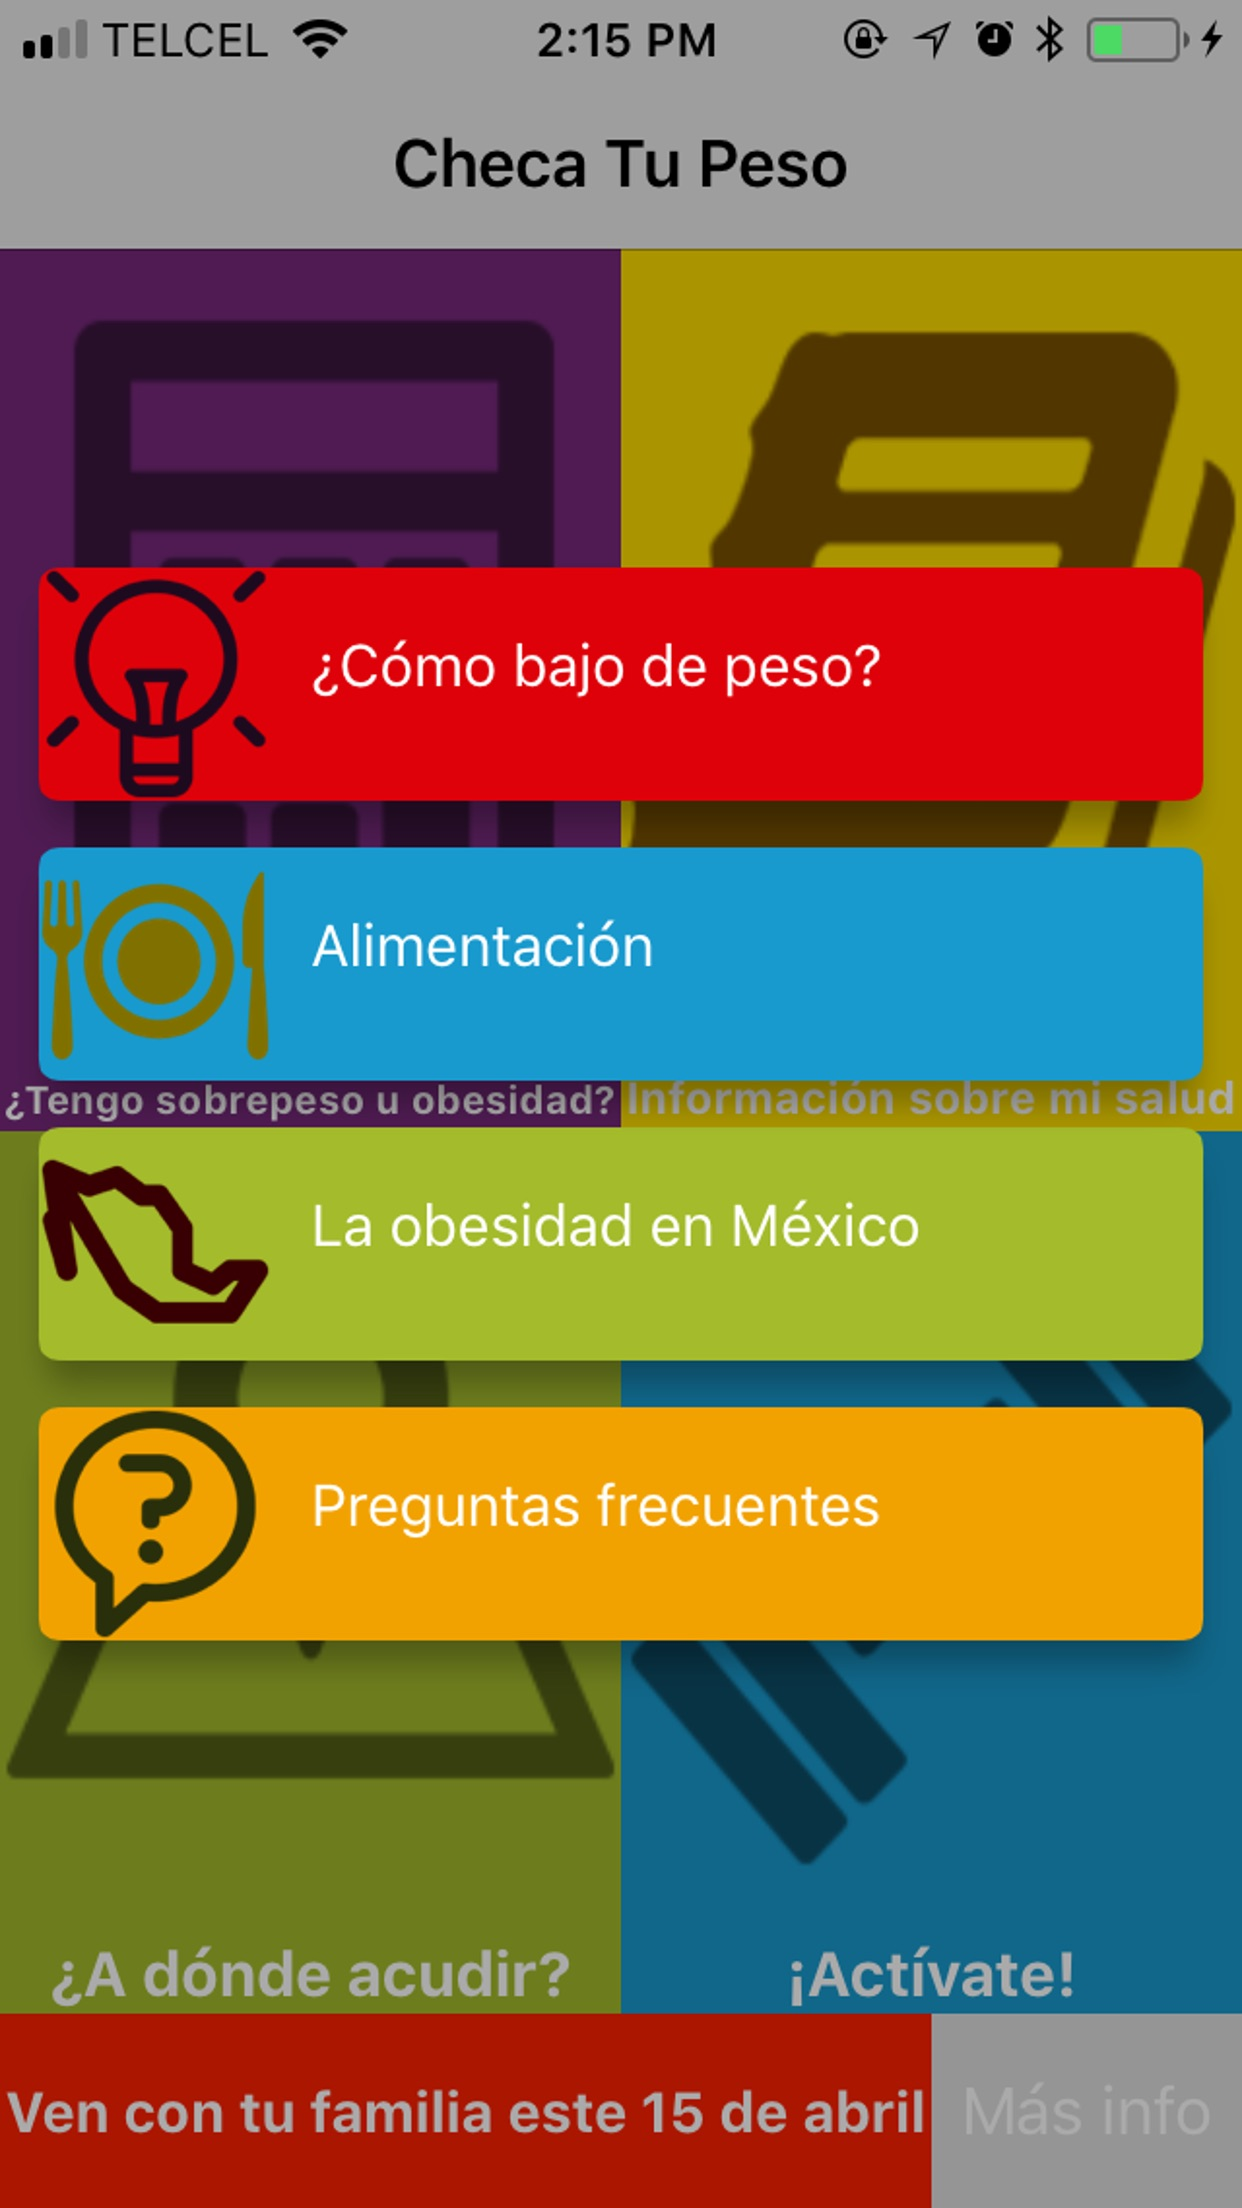 TELCEL 2:15 PM
Checa Tu Peso
¿Cómo bajo de peso?
Alimentación
¿Tengo sobrepeso u obesidad? Información sobre mi salud
La obesidad en México
Preguntas frecuentes
¿A dónde acudir? ¡Actívate!
Ven con tu familia este 15 de abril Más info